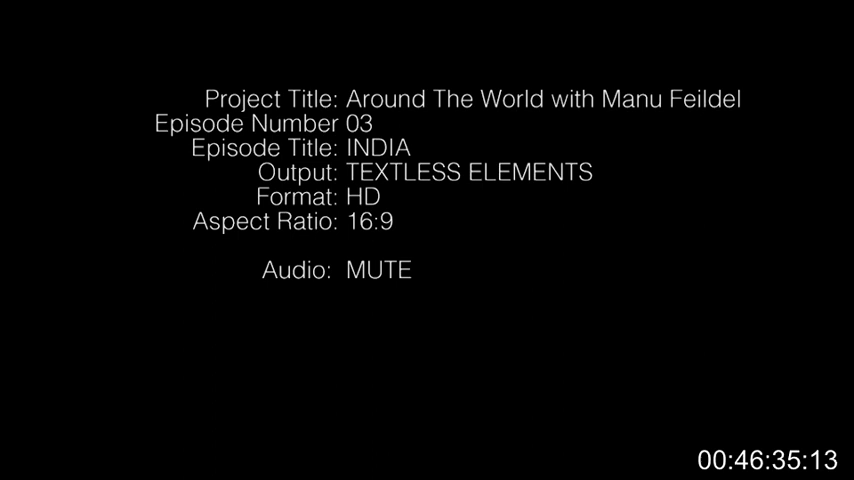 Project Title: Around The World with Manu Feildel
Episode Number 03
Episode Title: INDIA
Output: TEXTLESS ELEMENTS
Format: HD
Aspect Ratio: 16:9
Audio: MUTE
00:46:35:13